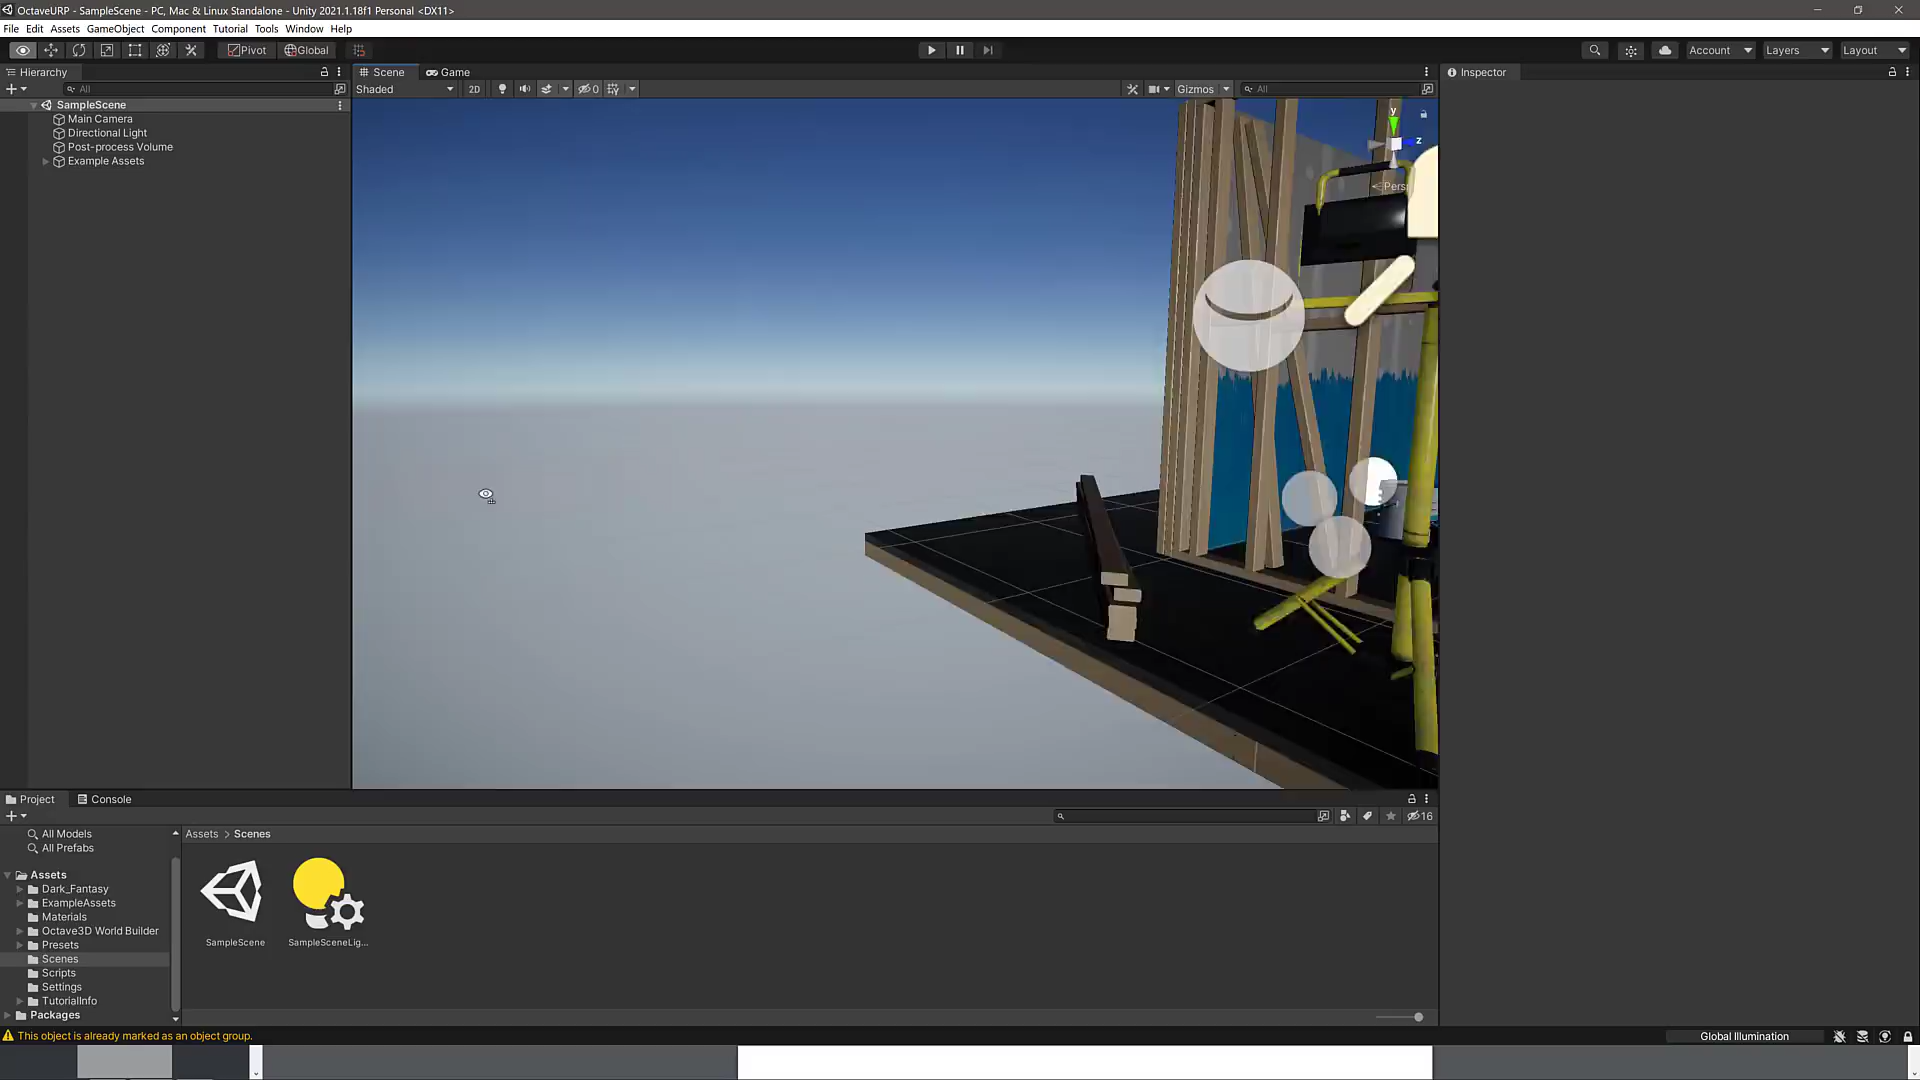 OctaveURP - SampleScene - PC, Mac & Linux Standalone - Unity 2021.1.18f1 Personal <DX11>
File Edit Assets GameObject Component Tutorial Tools Window Help
Pivot Global Account Layers Layout
Hierarchy Scene Game Inspector
All Shaded 2D 0 Gizmos All
SampleScene
Main Camera
Directional Light
Post-process Volume
Example Assets
y
z
Pers
Project Console
16
All Models
All Prefabs
Assets > Scenes
Assets
Dark_Fantasy
ExampleAssets
Materials
Octave3D World Builder
Presets
Scenes
Scripts
Settings
TutorialInfo
Packages
SampleScene SampleSceneLig...
This object is already marked as an object group.
Global Illumination